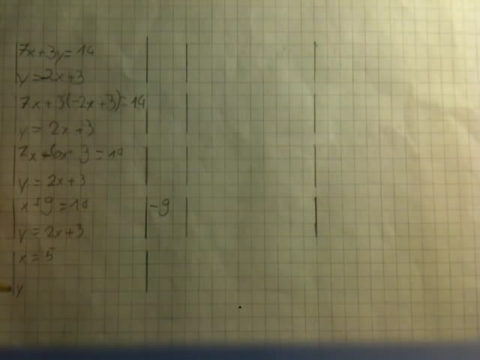 7x+3y=14
y=2x+3
7x+3(-2x+3)=14
y=2x+3
9=14
y=2x+3
x+9=14 | -9
y=2x+3
x=5
y